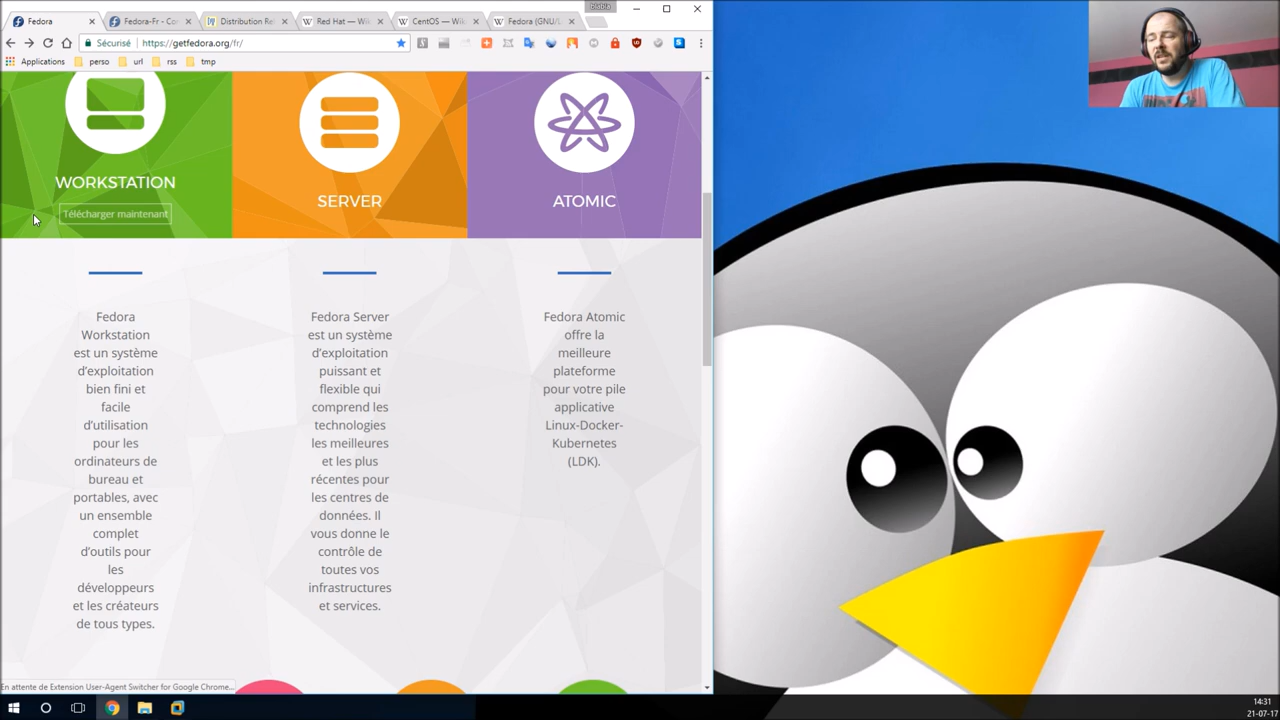 Elabla
Fedora
Fedora-Fr - Co
Distribution Re
Red Hat — Wiki
CentOS — Wiki
Fedora (GNU/L
Sécurisé https://getfedora.org/fr/
Applications perso url rss tmp
WORKSTATION
Télécharger maintenant
SERVER
ATOMIC
Fedora
Workstation
est un système
d’exploitation
bien fini et
facile
d’utilisation
pour les
ordinateurs de
bureau et
portables, avec
un ensemble
complet
d’outils pour
les
développeurs
et les créateurs
de tous types.
Fedora Server
est un système
d’exploitation
puissant et
flexible qui
comprend les
technologies
les meilleures
et les plus
récentes pour
les centres de
données. Il
vous donne le
contrôle de
toutes vos
infrastructures
et services.
Fedora Atomic
offre la
meilleure
plateforme
pour votre pile
applicative
Linux-Docker-
Kubernetes
(LDK).
En attente de Extension User-Agent Switcher for Google Chrome...
14:31
21-07-17